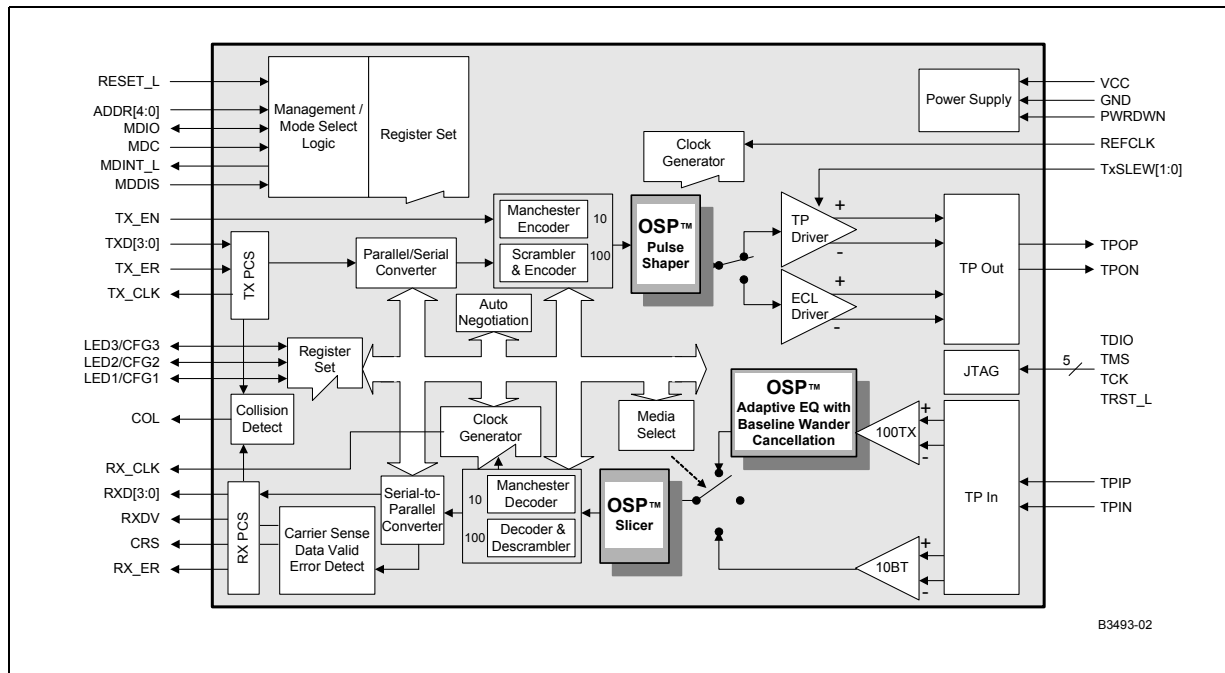 RESET_L
ADDR[4:0]
MDIO
MDC
MDINT_L
MDDIS
Management /
Mode Select
Logic
Register Set
Power Supply
VCC
GND
PWRDWN
REFCLK
TxSLEW[1:0]
Clock
Generator
TX_EN
TXD[3:0]
TX_ER
TX_CLK
TX PCS
Parallel/Serial
Converter
Manchester
Encoder
10
Scrambler
& Encoder
100
OSP™
Pulse
Shaper
+
TP
Driver
-
+
ECL
Driver
-
TP Out
TPOP
TPON
Auto
Negotiation
LED3/CFG3
LED2/CFG2
LED1/CFG1
Register
Set
JTAG
5
TDIO
TMS
TCK
TRST_L
COL
Collision
Detect
Clock
Generator
Media
Select
OSP™
Adaptive EQ with
Baseline Wander
Cancellation
+
100TX
-
TP In
TPIP
TPIN
RX_CLK
RXD[3:0]
RXDV
CRS
RX_ER
RX PCS
Carrier Sense
Data Valid
Error Detect
Serial-to-
Parallel
Converter
10
Manchester
Decoder
100
Decoder &
Descrambler
OSP™
Slicer
+
10BT
-
B3493-02